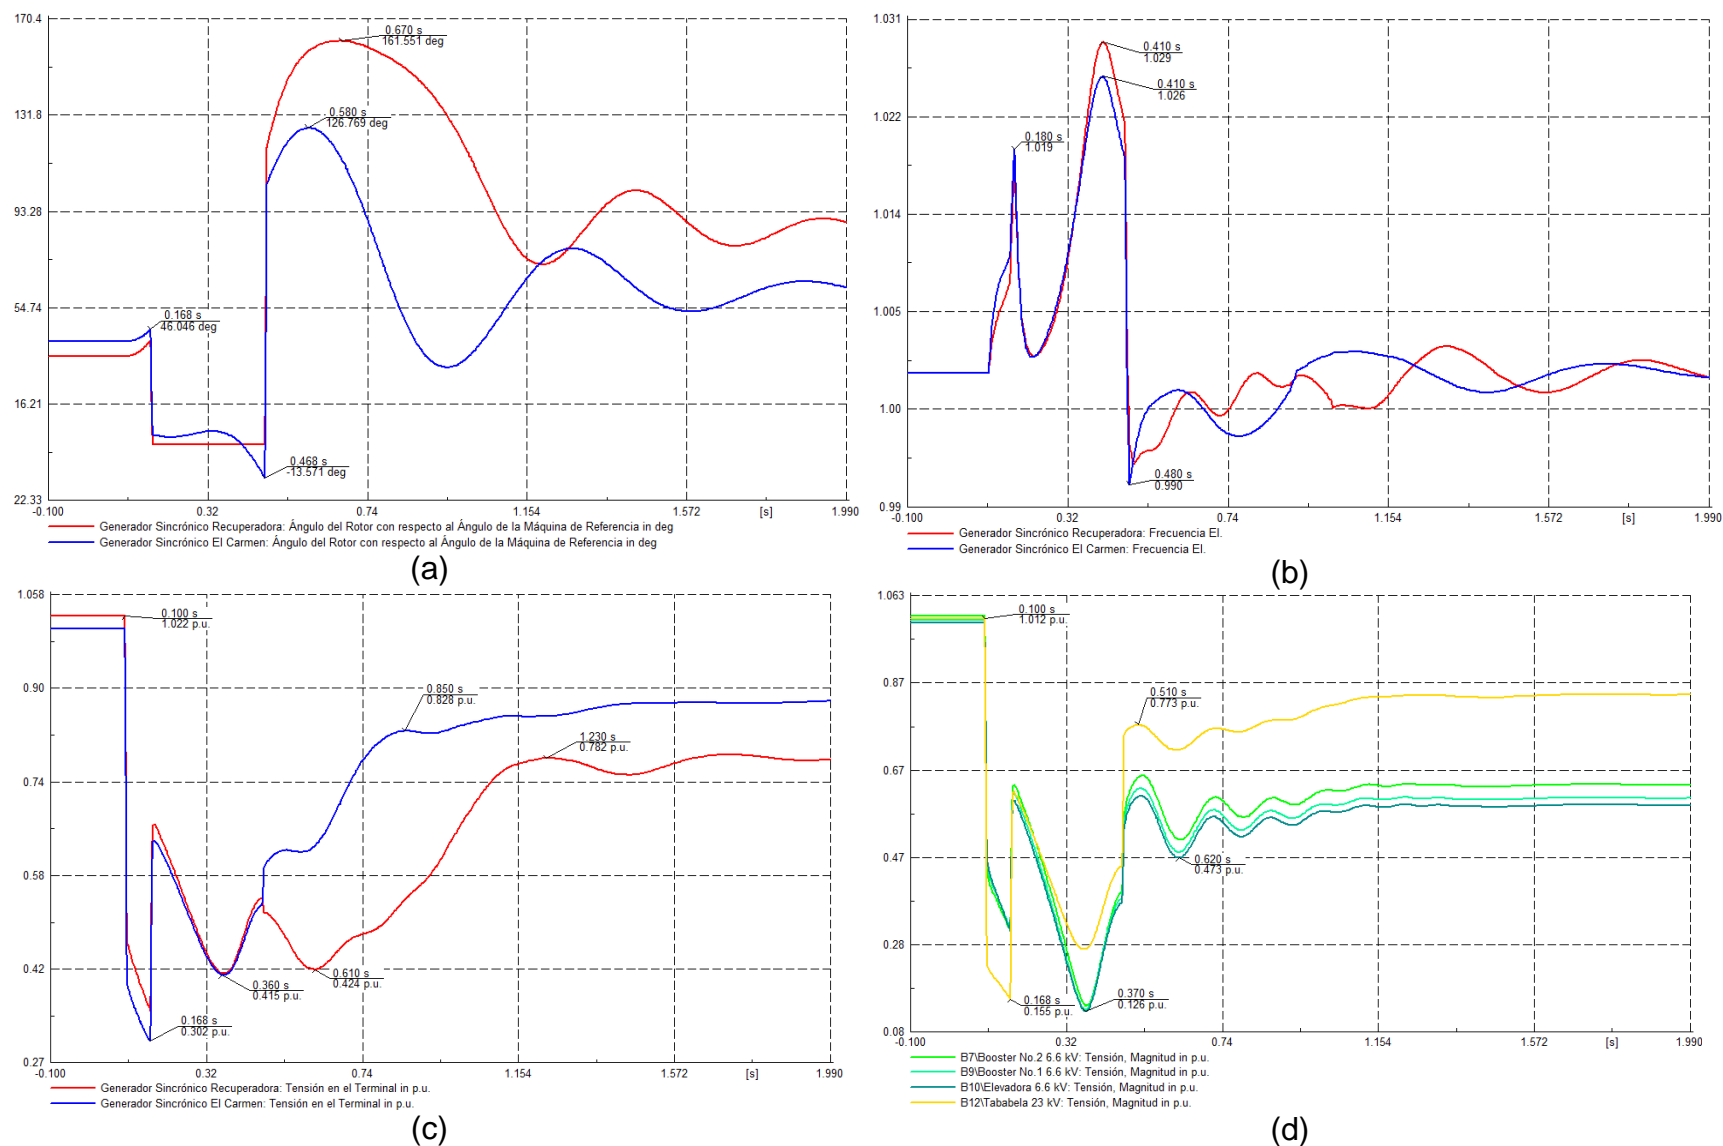 170.4
131.8
93.28
54.74
16.21
22.33
-0.100
0.32
0.74
1.154
1.572
[s]
1.990
0.670 s
161.551 deg
0.580 s
126.769 deg
0.168 s
46.046 deg
0.468 s
-13.571 deg
Generador Sincrónico Recuperadora: Ángulo del Rotor con respecto al Ángulo de la Máquina de Referencia in deg
Generador Sincrónico El Carmen: Ángulo del Rotor con respecto al Ángulo de la Máquina de Referencia in deg
(a)
1.031
1.022
1.014
1.005
1.00
0.99
-0.100
0.32
0.74
1.154
1.572
[s]
1.990
0.410 s
1.029
0.410 s
1.026
0.180 s
1.019
0.480 s
0.990
Generador Sincrónico Recuperadora: Frecuencia El.
Generador Sincrónico El Carmen: Frecuencia El.
(b)
1.058
0.90
0.74
0.58
0.42
0.27
-0.100
0.32
0.74
1.154
1.572
[s]
1.990
0.100 s
1.022 p.u.
0.850 s
0.828 p.u.
1.230 s
0.782 p.u.
0.360 s
0.415 p.u.
0.610 s
0.424 p.u.
0.168 s
0.302 p.u.
Generador Sincrónico Recuperadora: Tensión en el Terminal in p.u.
Generador Sincrónico El Carmen: Tensión en el Terminal in p.u.
(c)
1.063
0.87
0.67
0.47
0.28
0.08
-0.100
0.32
0.74
1.154
1.572
[s]
1.990
0.100 s
1.012 p.u.
0.510 s
0.773 p.u.
0.620 s
0.473 p.u.
0.168 s
0.155 p.u.
0.370 s
0.126 p.u.
B7\Booster No.2 6.6 kV: Tensión, Magnitud in p.u.
B9\Booster No.1 6.6 kV: Tensión, Magnitud in p.u.
B10\Elevadora 6.6 kV: Tensión, Magnitud in p.u.
B12\Tababela 23 kV: Tensión, Magnitud in p.u.
(d)